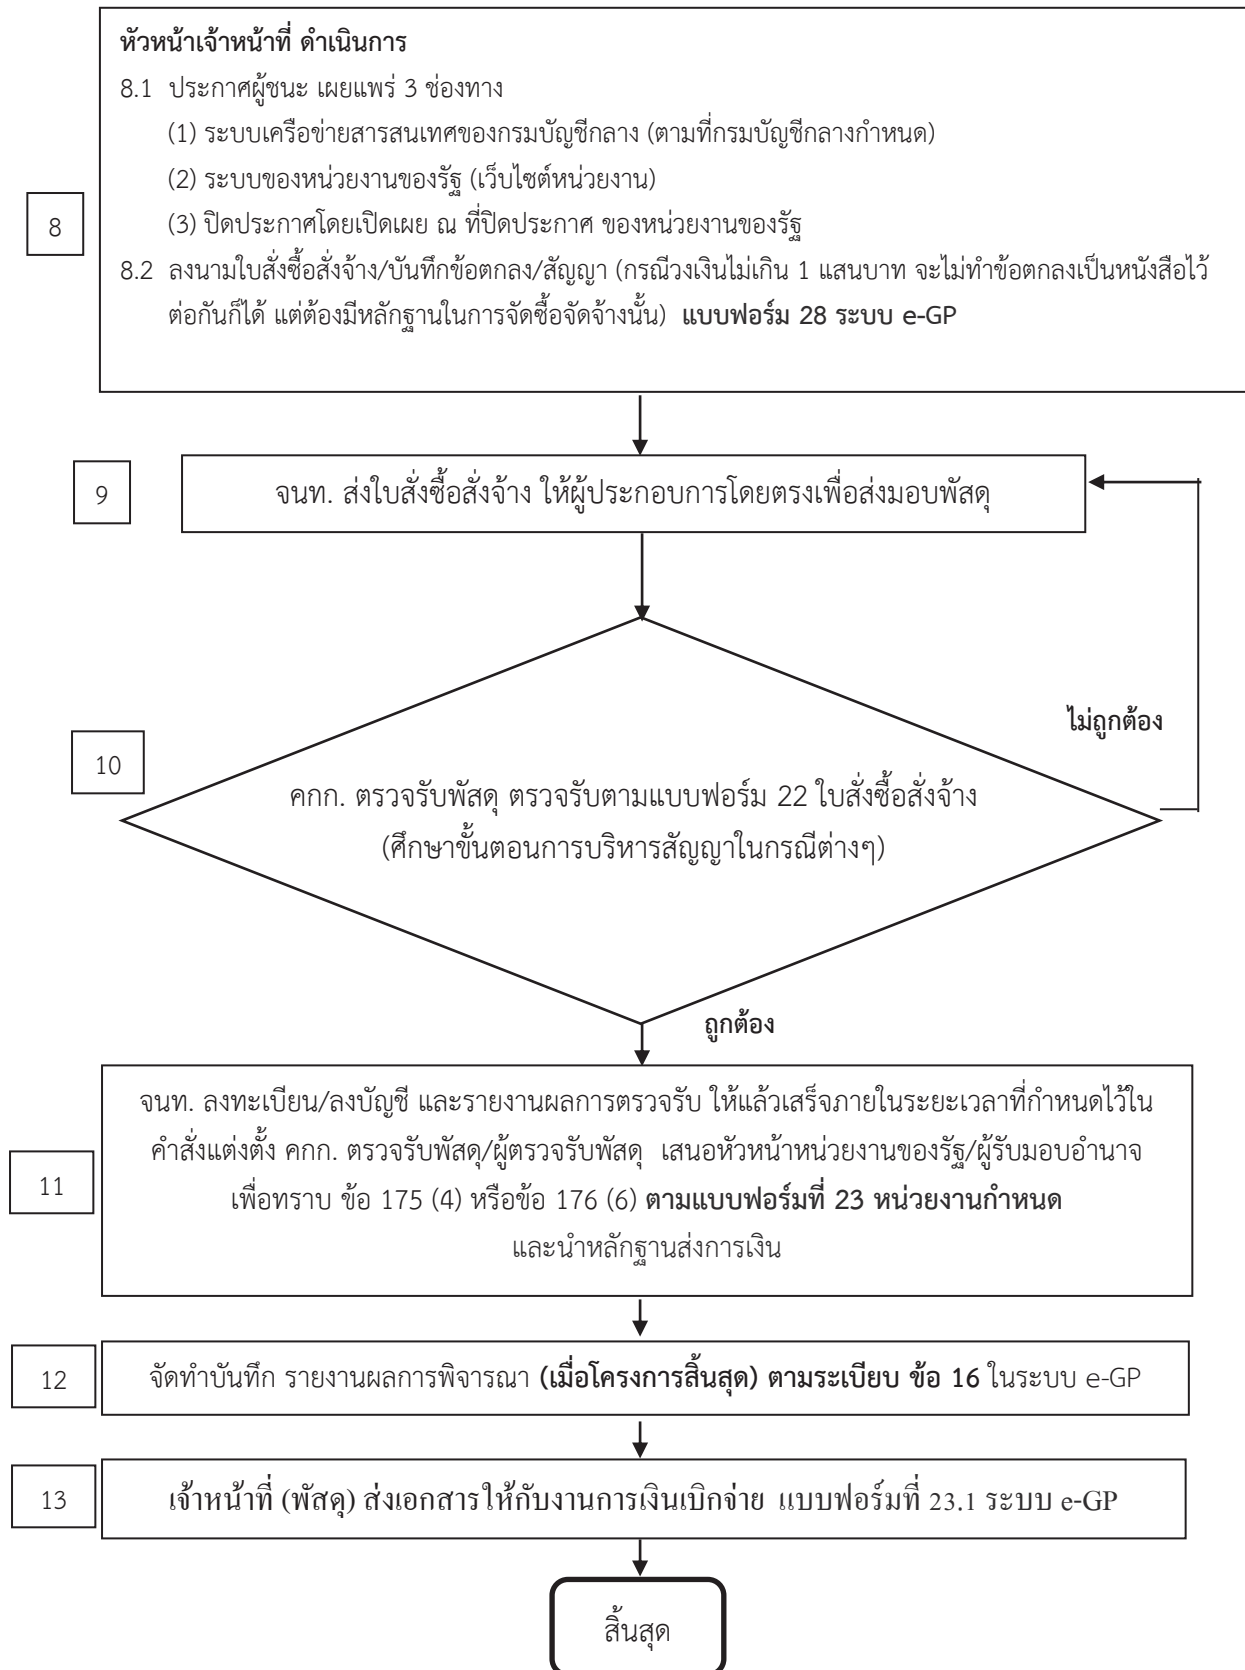 หัวหน้าเจ้าหน้าที่ ดำเนินการ
8.1 ประกาศผู้ชนะ เผยแพร่ 3 ช่องทาง
(1) ระบบเครือข่ายสารสนเทศของกรมบัญชีกลาง (ตามที่กรมบัญชีกลางกำหนด)
(2) ระบบของหน่วยงานของรัฐ (เว็บไซต์หน่วยงาน)
8
(3) ปิดประกาศโดยเปิดเผย ณ ที่ปิดประกาศ ของหน่วยงานของรัฐ
8.2 ลงนามใบสั่งซื้อสั่งจ้าง/บันทึกข้อตกลง/สัญญา (กรณีวงเงินไม่เกิน 1 แสนบาท จะไม่ทำข้อตกลงเป็นหนังสือไว้
ต่อกันก็ได้ แต่ต้องมีหลักฐานในการจัดซื้อจัดจ้างนั้น) แบบฟอร์ม 28 ระบบ e-GP
9
จนท. ส่งใบสั่งซื้อสั่งจ้าง ให้ผู้ประกอบการโดยตรงเพื่อส่งมอบพัสดุ
ไม่ถูกต้อง
10
คกก. ตรวจรับพัสดุ ตรวจรับตามแบบฟอร์ม 22 ใบสั่งซื้อสั่งจ้าง
(ศึกษาขั้นตอนการบริหารสัญญาในกรณีต่างๆ)
ถูกต้อง
จนท. ลงทะเบียน/ลงบัญชี และรายงานผลการตรวจรับ ให้แล้วเสร็จภายในระยะเวลาที่กำหนดไว้ใน
คำสั่งแต่งตั้ง คกก. ตรวจรับพัสดุ/ผู้ตรวจรับพัสดุ เสนอหัวหน้าหน่วยงานของรัฐ/ผู้รับมอบอำนาจ
11
เพื่อทราบ ข้อ 175 (4) หรือข้อ 176 (6) ตามแบบฟอร์มที่ 23 หน่วยงานกำหนด
และนำหลักฐานส่งการเงิน
12
จัดทำบันทึก รายงานผลการพิจารณา (เมื่อโครงการสิ้นสุด) ตามระเบียบ ข้อ 16 ในระบบ e-GP
13
เจ้าหน้าที่ (พัสดุ) ส่งเอกสารให้กับงานการเงินเบิกจ่าย แบบฟอร์มที่ 23.1 ระบบ e-GP
สิ้นสุด